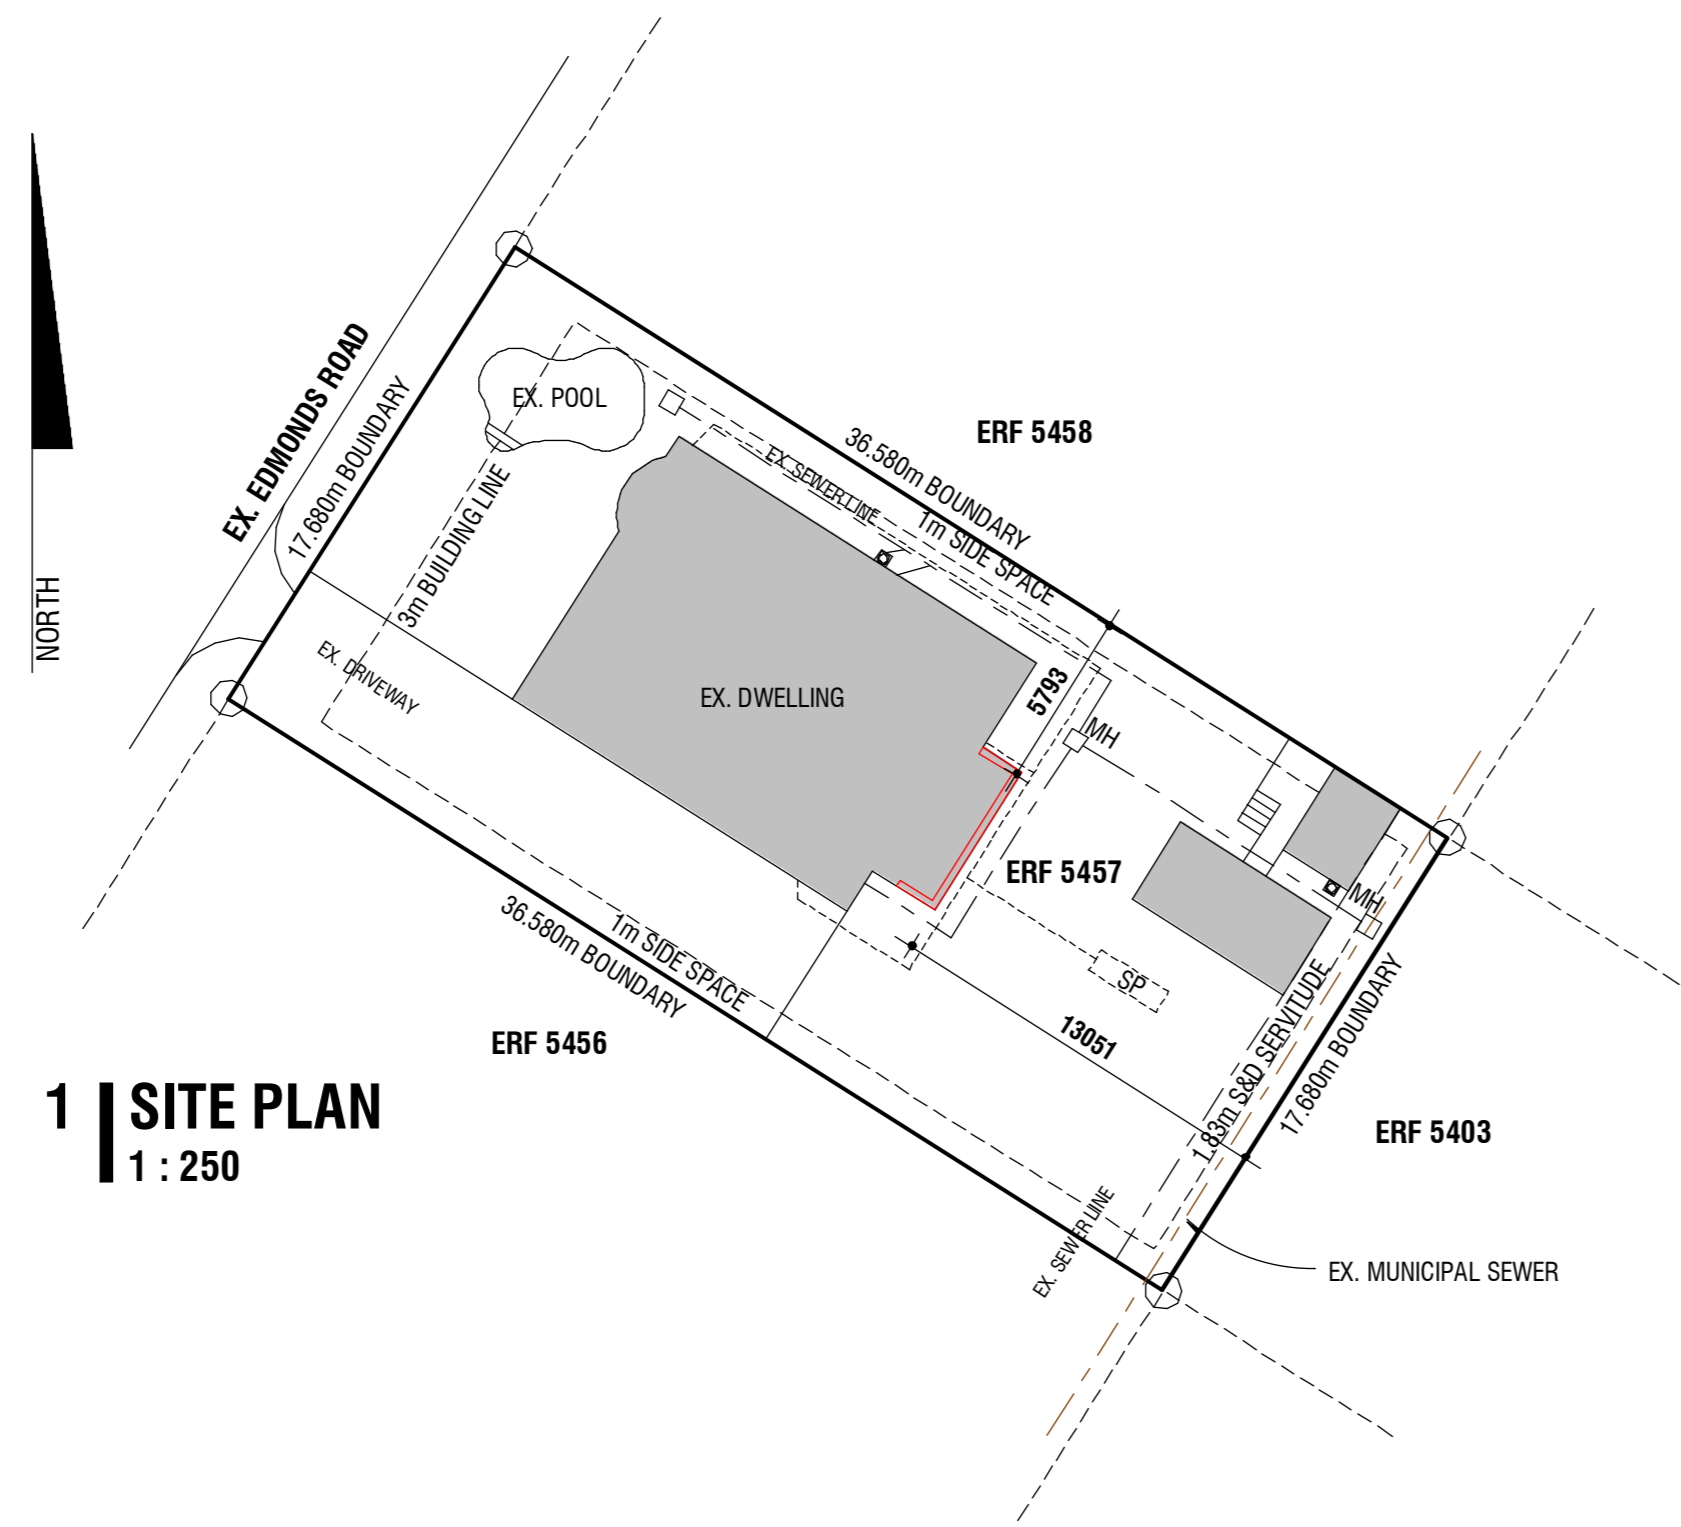 EX. EDMONDS ROAD
17.680m BOUNDARY
EX. POOL
3m BUILDING LINE
NORTH
ERF 5458
36.580m BOUNDARY
1m SIDE SPACE
EX. SEWER LINE
EX. DRIVEWAY
EX. DWELLING
5793
MH
ERF 5457
MH
SP
13051
36.580m BOUNDARY
1m SIDE SPACE
ERF 5456
1.83m S&D SERVITUDE
17.680m BOUNDARY
ERF 5403
EX. SEWER LINE
EX. MUNICIPAL SEWER
1 SITE PLAN
1 : 250